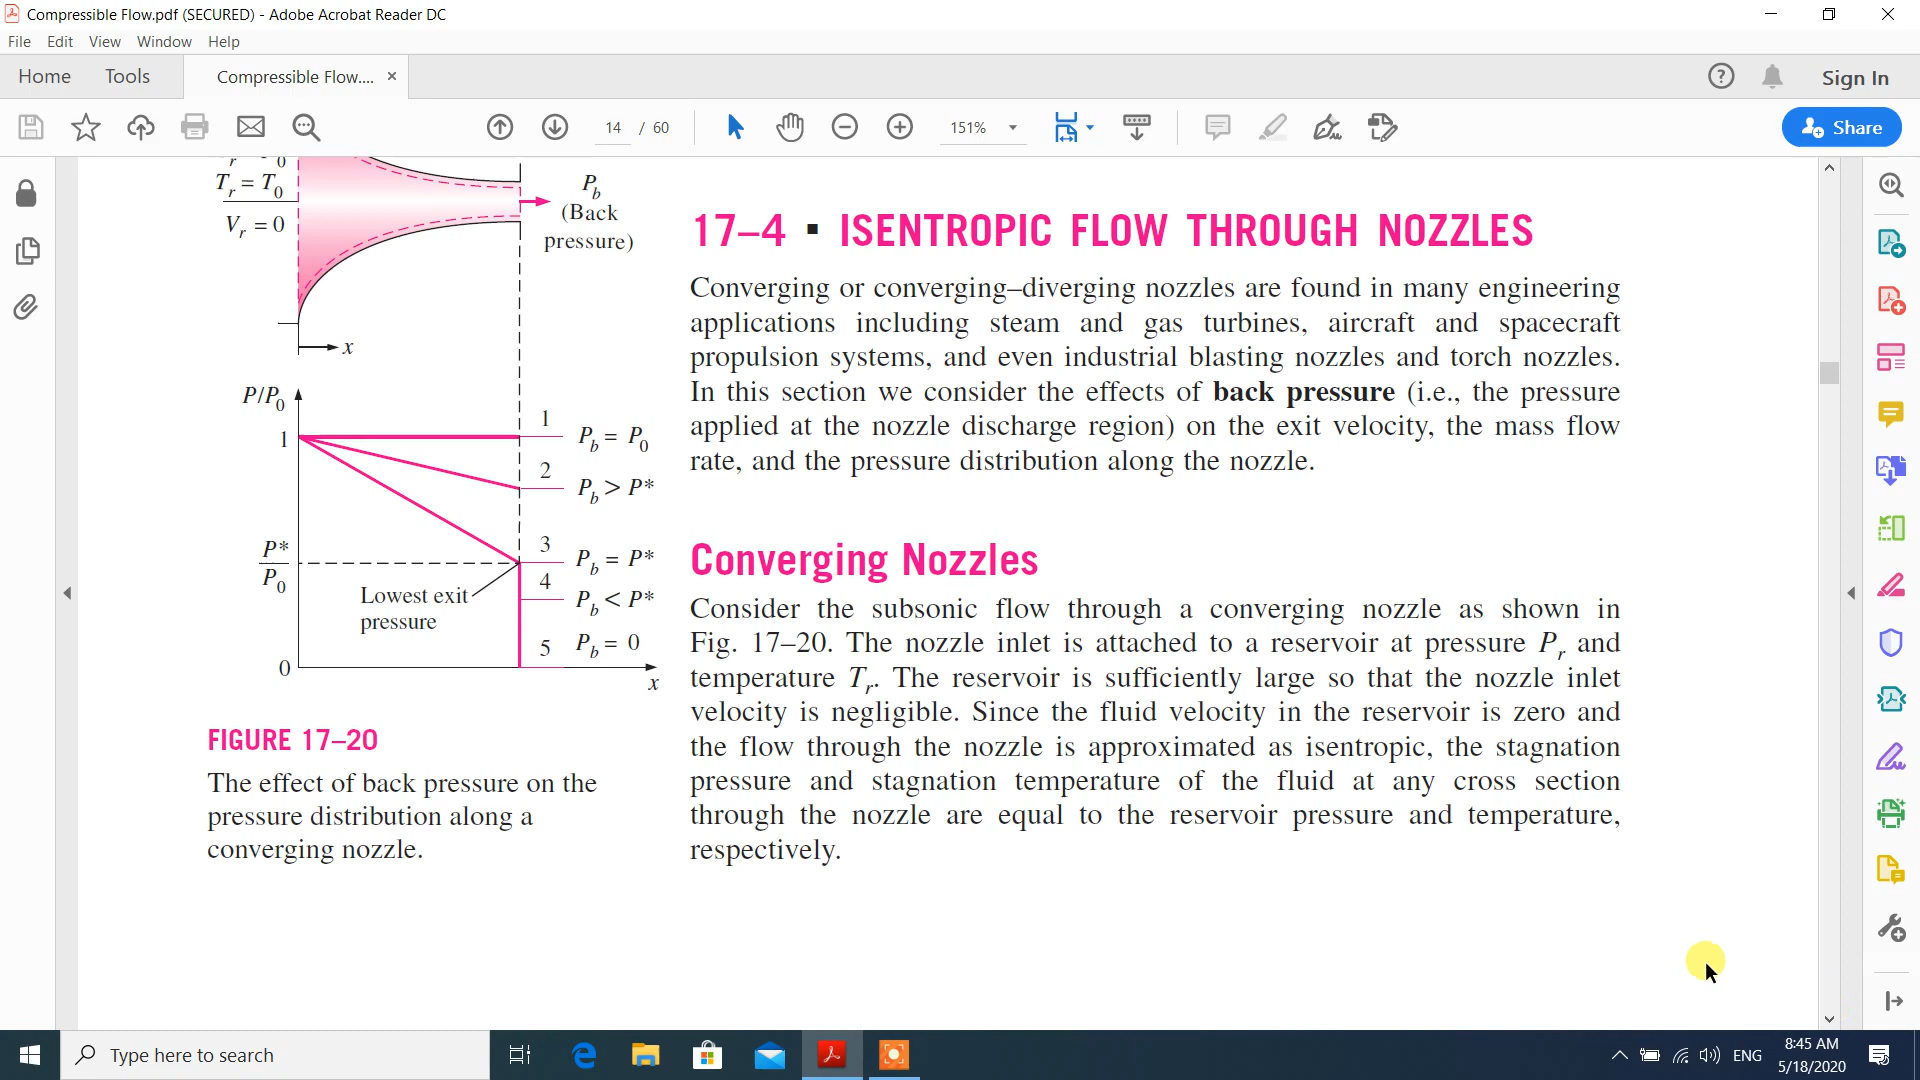 Compressible Flow.pdf (SECURED) - Adobe Acrobat Reader DC
File Edit View Window Help
Home Tools Compressible Flow.... × Sign In
14 / 60 151% Share
T_r = T_0
V_r = 0
P_b
(Back
pressure)
x
P/P_0
1
P*
P_0
0
1 P_b = P_0
2 P_b > P*
3 P_b = P*
4 P_b < P*
5 P_b = 0
Lowest exit
pressure
x
FIGURE 17–20
The effect of back pressure on the
pressure distribution along a
converging nozzle.
17–4 ▪ ISENTROPIC FLOW THROUGH NOZZLES
Converging or converging–diverging nozzles are found in many engineering
applications including steam and gas turbines, aircraft and spacecraft
propulsion systems, and even industrial blasting nozzles and torch nozzles.
In this section we consider the effects of back pressure (i.e., the pressure
applied at the nozzle discharge region) on the exit velocity, the mass flow
rate, and the pressure distribution along the nozzle.
Converging Nozzles
Consider the subsonic flow through a converging nozzle as shown in
Fig. 17–20. The nozzle inlet is attached to a reservoir at pressure P_r and
temperature T_r. The reservoir is sufficiently large so that the nozzle inlet
velocity is negligible. Since the fluid velocity in the reservoir is zero and
the flow through the nozzle is approximated as isentropic, the stagnation
pressure and stagnation temperature of the fluid at any cross section
through the nozzle are equal to the reservoir pressure and temperature,
respectively.
Type here to search
ENG
8:45 AM
5/18/2020